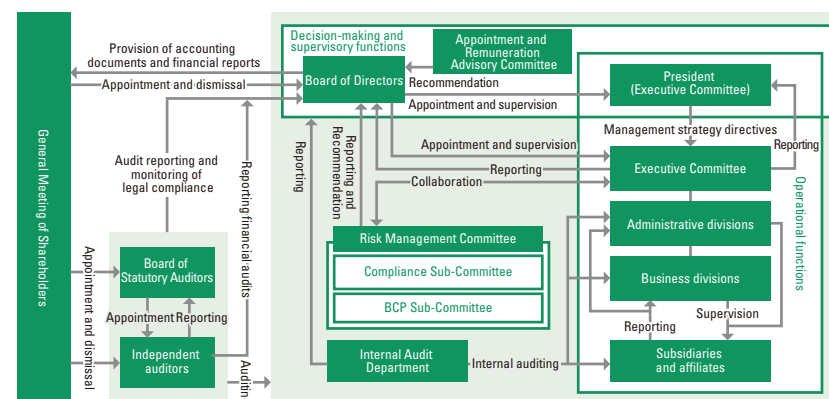 General Meeting of Shareholders
Provision of accounting
documents and financial reports
Appointment and dismissal
Audit reporting and
monitoring of
legal compliance
Reporting financial audits
Appointment and dismissal
Board of
Statutory Auditors
Appointment
Reporting
Independent
auditors
Auditin
Decision-making and
supervisory functions
Board of Directors
Appointment and
Remuneration
Advisory Committee
Recommendation
Appointment and supervision
President
(Executive Committee)
Management strategy directives
Reporting
Appointment and supervision
Reporting
Collaboration
Executive Committee
Operational functions
Reporting
Reporting and
Recommendation
Risk Management Committee
Compliance Sub-Committee
BCP Sub-Committee
Administrative divisions
Business divisions
Reporting
Supervision
Internal Audit
Department
Internal auditing
Subsidiaries
and affiliates